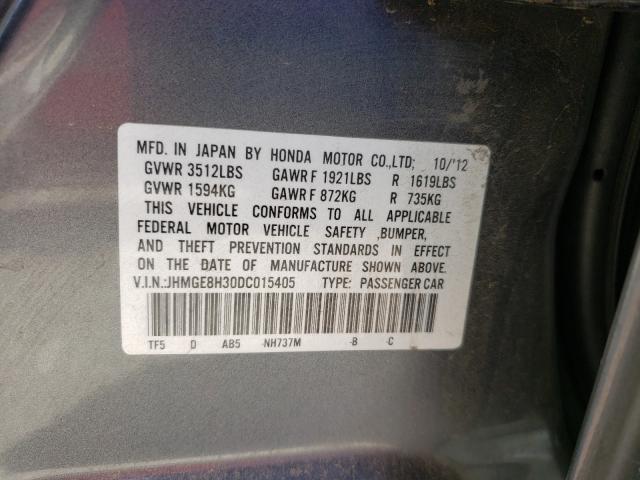 MFD. IN JAPAN BY HONDA MOTOR CO.,LTD; 10/'12
GVWR 3512LBS GAWR F 1921LBS R 1619LBS
GVWR 1594KG GAWR F 872KG R 735KG
THIS VEHICLE CONFORMS TO ALL APPLICABLE
FEDERAL MOTOR VEHICLE SAFETY ,BUMPER,
AND THEFT PREVENTION STANDARDS IN EFFECT
ON THE DATE OF MANUFACTURE SHOWN ABOVE.
V.I.N.:JHMGE8H30DC015405 TYPE: PASSENGER CAR
TF5 D AB5 -NH737M -B -C